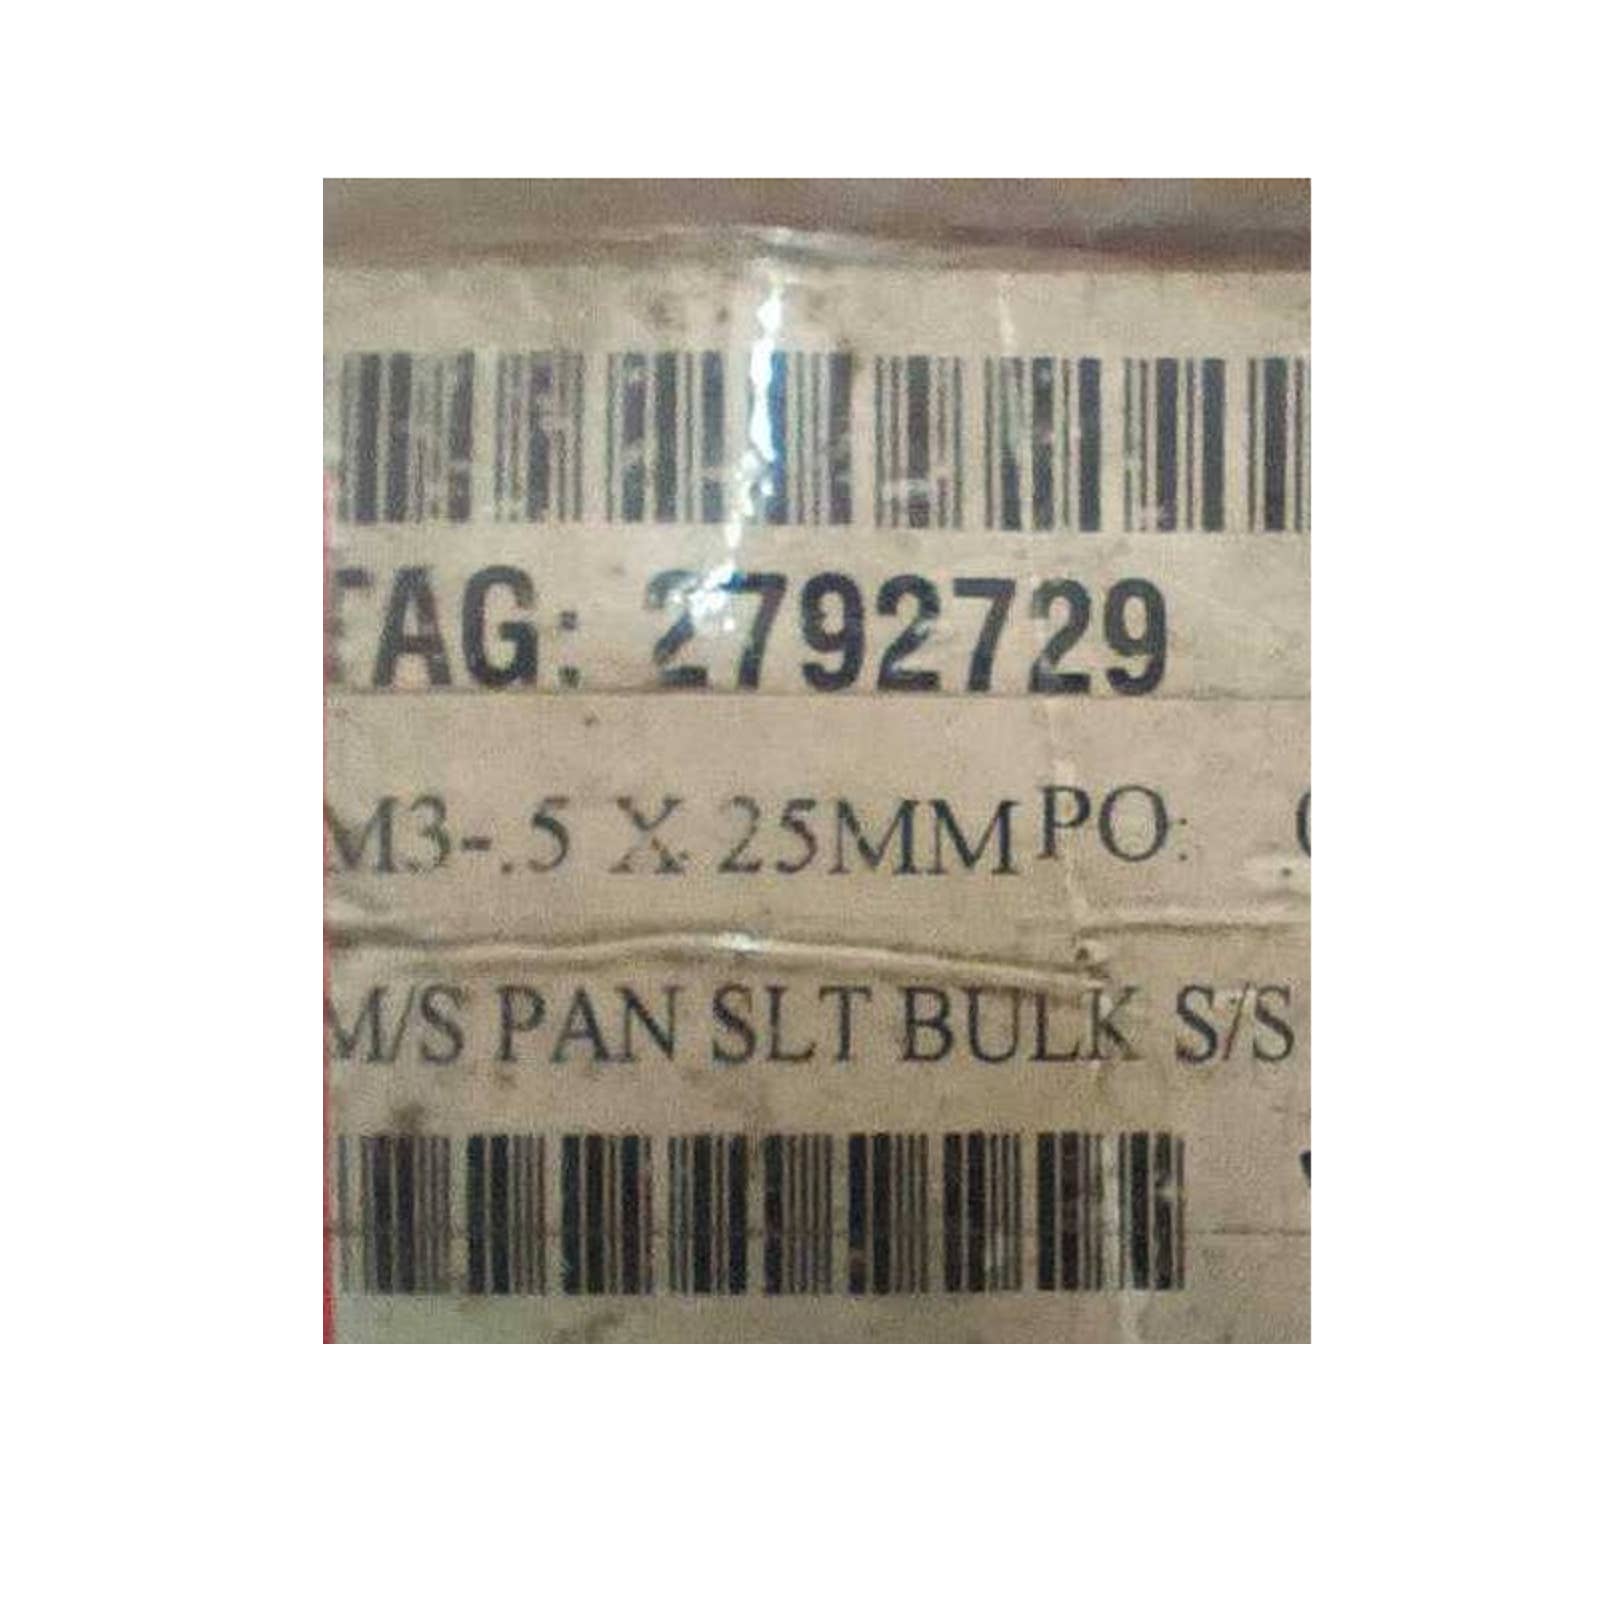 TAG: 2792729
M3-.5 X 25MM PO:
M/S PAN SLT BULK S/S